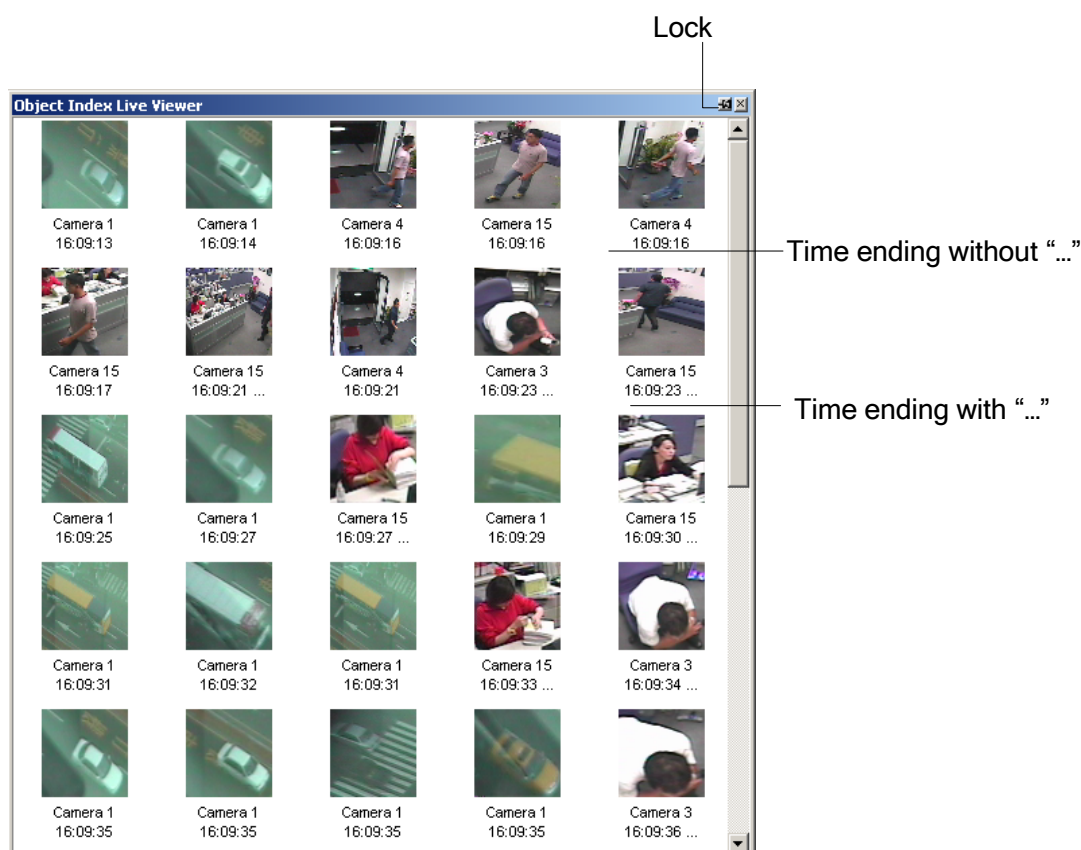 Lock
Object Index Live Viewer
Camera 1 Camera 1 Camera 4 Camera 15 Camera 4
16:09:13 16:09:14 16:09:16 16:09:16 16:09:16
Time ending without “...”
Camera 15 Camera 15 Camera 4 Camera 3 Camera 15
16:09:17 16:09:21 ... 16:09:21 16:09:23 ... 16:09:23 ...
Time ending with “...”
Camera 1 Camera 1 Camera 15 Camera 1 Camera 15
16:09:25 16:09:27 16:09:27 ... 16:09:29 16:09:30 ...
Camera 1 Camera 1 Camera 1 Camera 15 Camera 3
16:09:31 16:09:32 16:09:31 16:09:33 ... 16:09:34 ...
Camera 1 Camera 1 Camera 1 Camera 1 Camera 3
16:09:35 16:09:35 16:09:35 16:09:35 16:09:36 ...